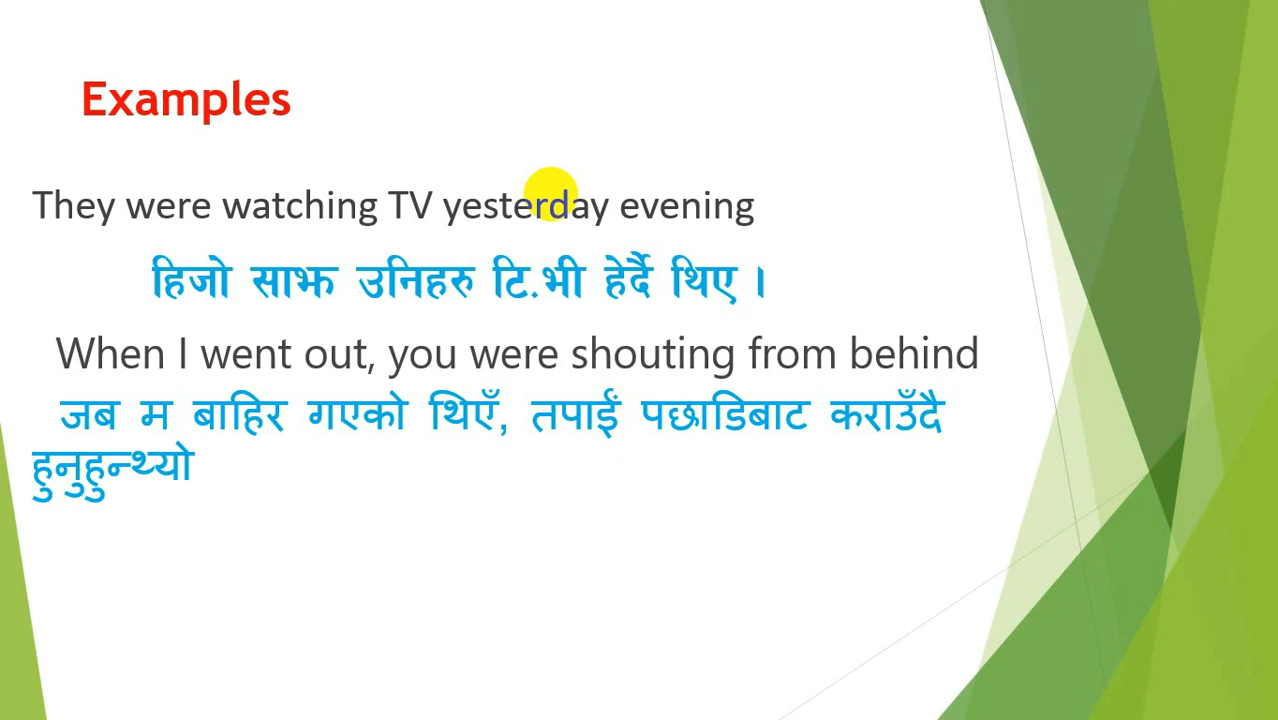 Examples
They were watching TV yesterday evening
हिजो साझ उनिहरु टि.भी हेर्दै थिए ।
When I went out, you were shouting from behind
जब म बाहिर गएको थिएँ, तपाईं पछाडिबाट कराउँदै
हुनुहुन्थ्यो